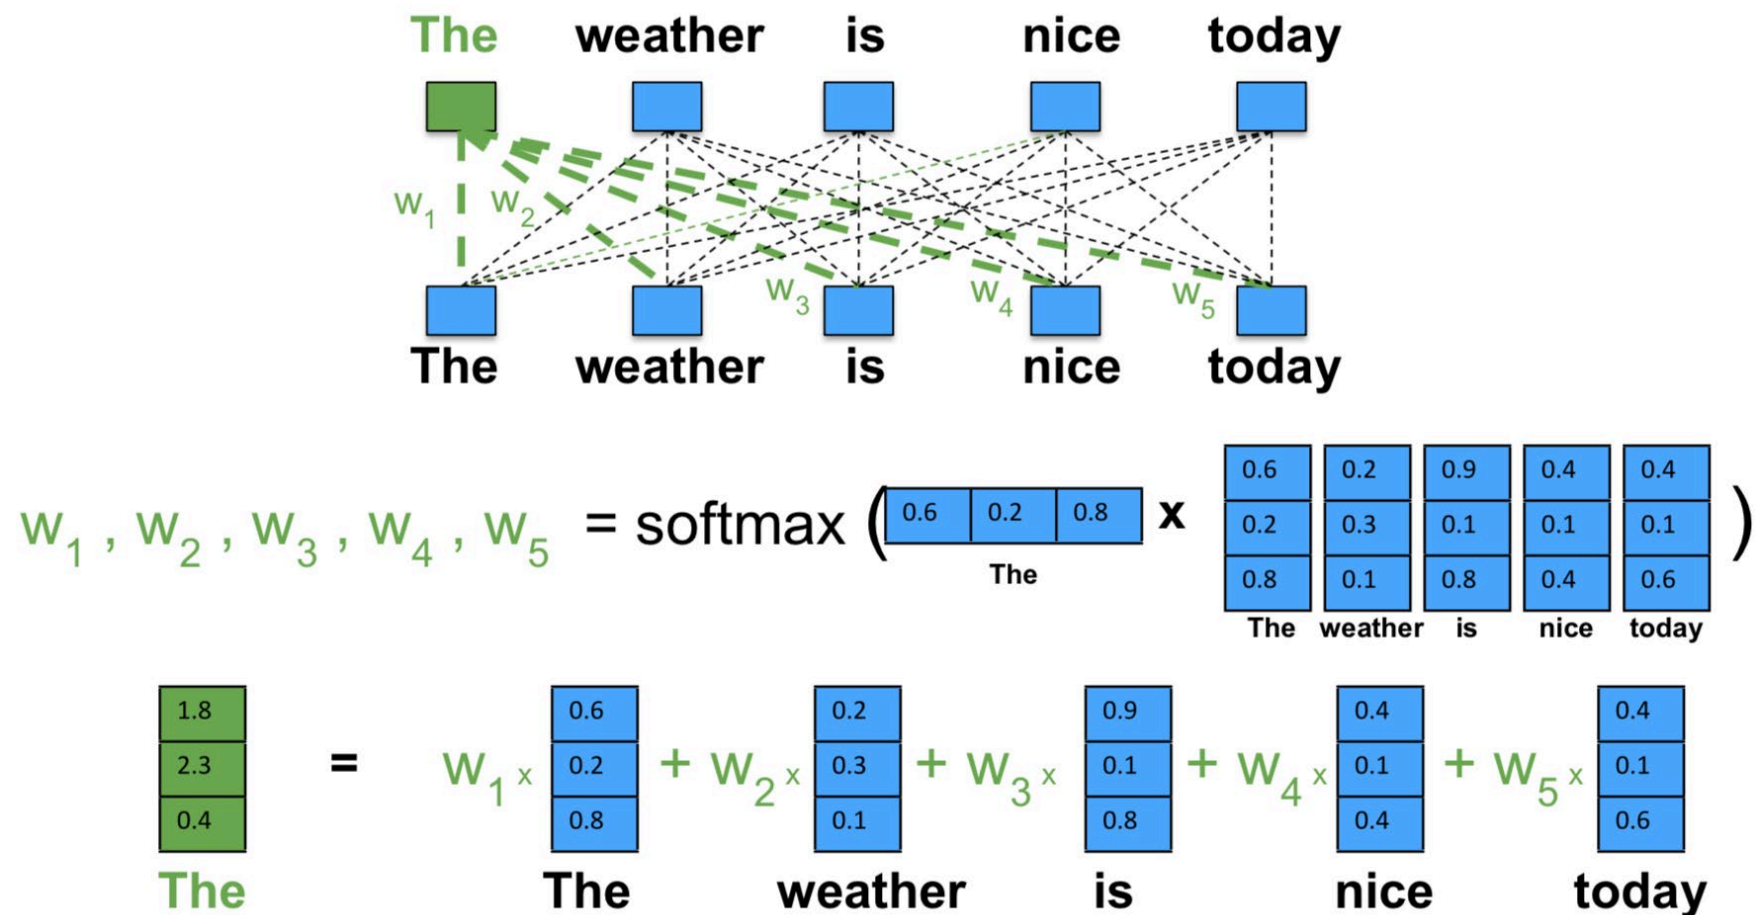 The weather is nice today
w1 w2
w3 w4 w5
The weather is nice today
0.6 0.2 0.9 0.4 0.4
w1 , w2 , w3 , w4 , w5 = softmax ( 0.6 0.2 0.8 x 0.2 0.3 0.1 0.1 0.1 )
The
0.8 0.1 0.8 0.4 0.6
The weather is nice today
1.8 0.6 0.2 0.9 0.4 0.4
2.3 = w1 x 0.2 + w2 x 0.3 + w3 x 0.1 + w4 x 0.1 + w5 x 0.1
0.4 0.8 0.1 0.8 0.4 0.6
The The weather is nice today